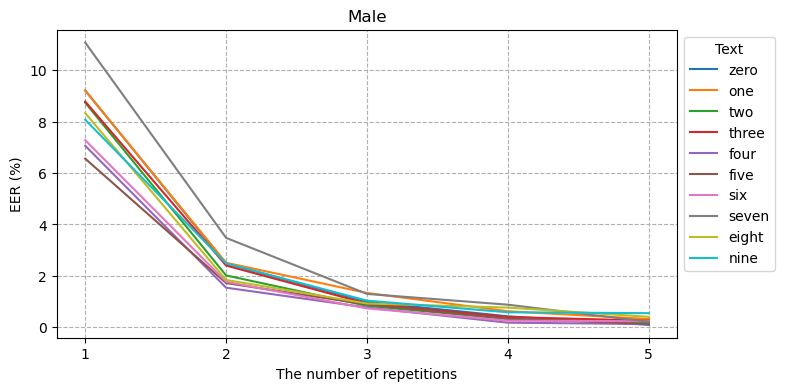 Male
EER (%)
10
8
6
4
2
0
1 2 3 4 5
The number of repetitions
Text
zero
one
two
three
four
five
six
seven
eight
nine